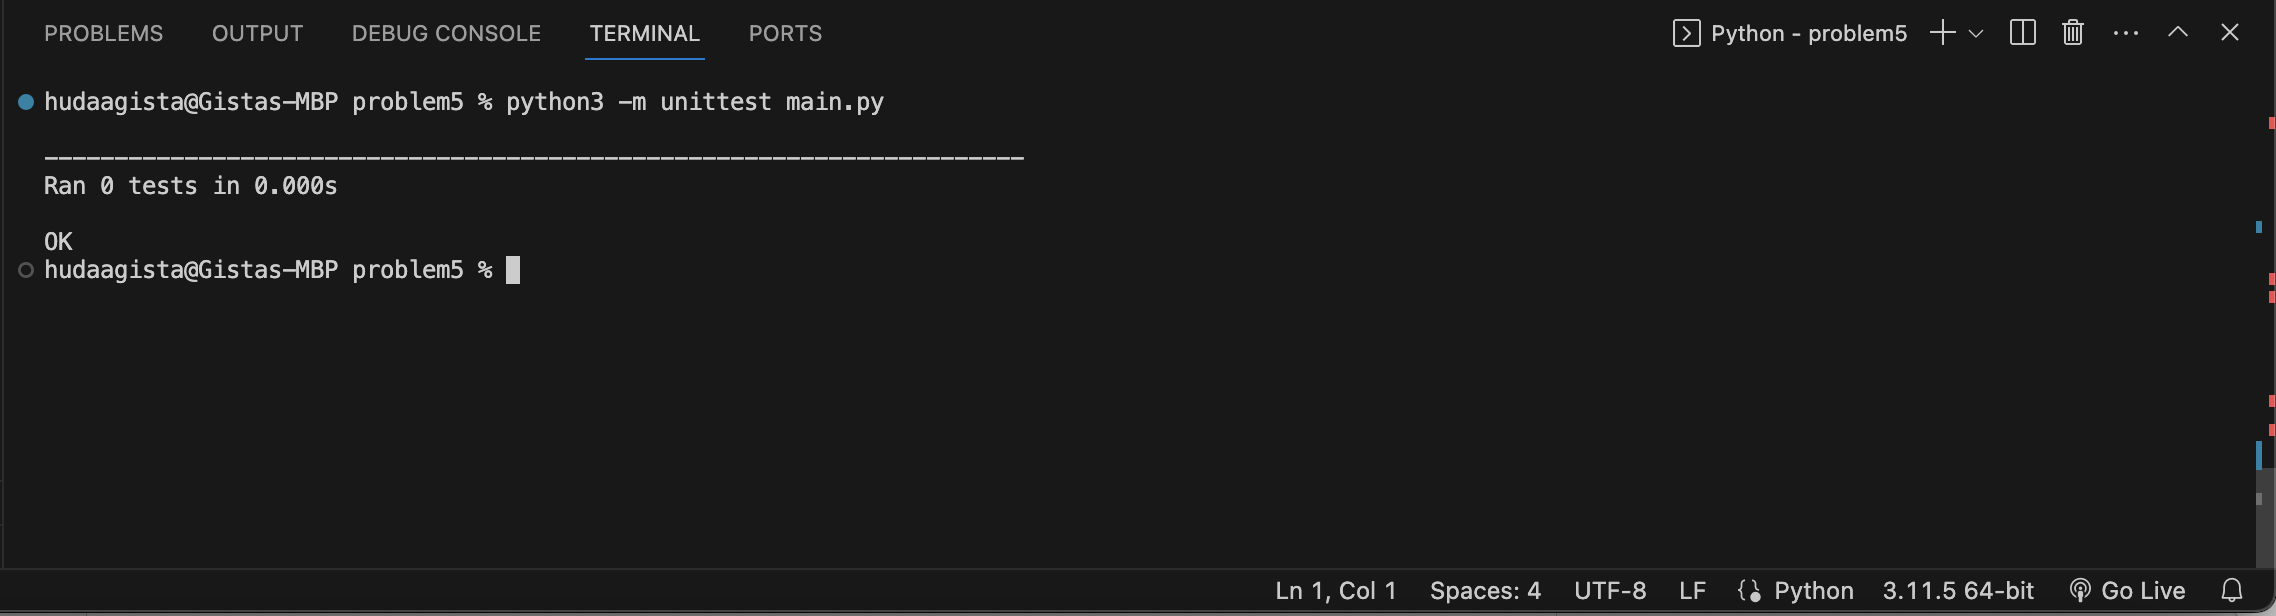 PROBLEMS OUTPUT DEBUG CONSOLE TERMINAL PORTS Python - problem5
hudaagista@Gistas-MBP problem5 % python3 -m unittest main.py
----------------------------------------------------------------------
Ran 0 tests in 0.000s
OK
hudaagista@Gistas-MBP problem5 %
Ln 1, Col 1 Spaces: 4 UTF-8 LF Python 3.11.5 64-bit Go Live